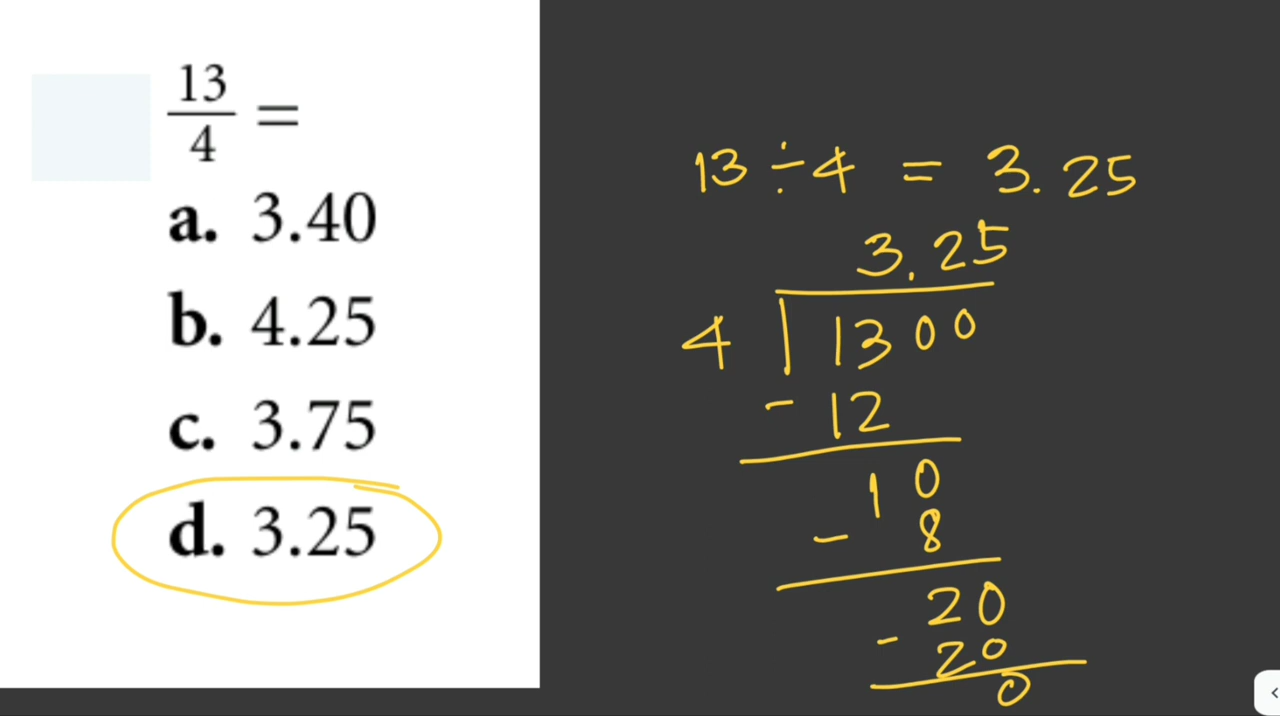 13
4 =
a. 3.40
b. 4.25
c. 3.75
d. 3.25
13 ÷ 4 = 3.25
3.25
4 1300
- 12
10
- 8
20
- 20
0